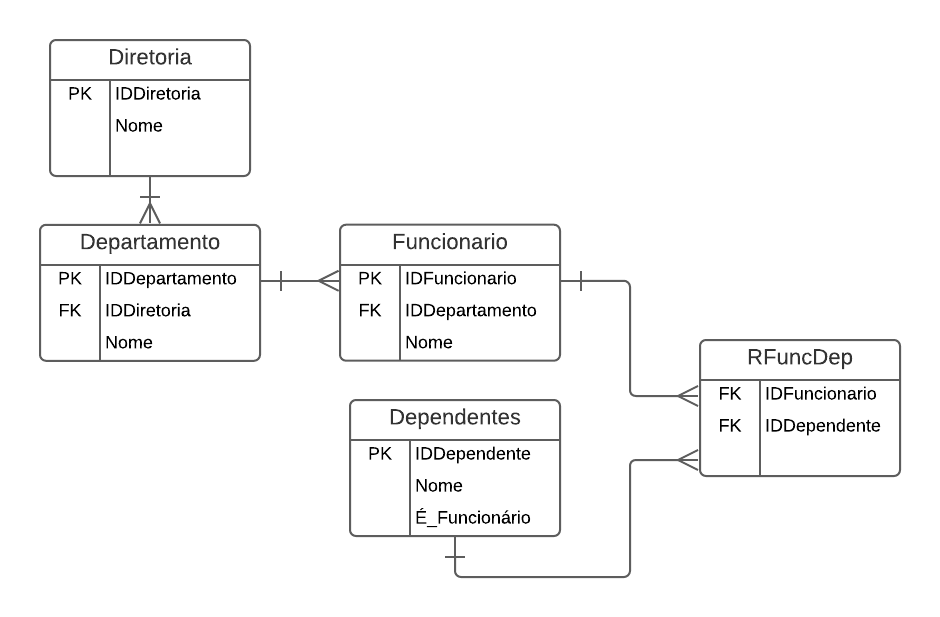 Diretoria
PK IDDiretoria
Nome
Departamento
PK IDDepartamento
FK IDDiretoria
Nome
Funcionario
PK IDFuncionario
FK IDDepartamento
Nome
Dependentes
PK IDDependente
Nome
É_Funcionário
RFuncDep
FK IDFuncionario
FK IDDependente